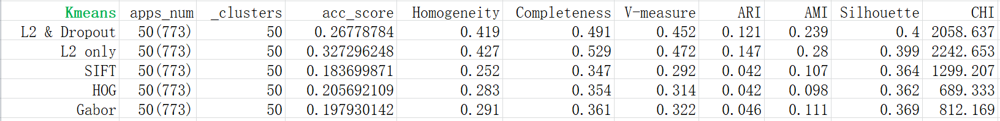 Kmeans apps_num _clusters acc_score Homogeneity Completeness V-measure ARI AMI Silhouette CHI
L2 & Dropout 50(773) 50 0.26778784 0.419 0.491 0.452 0.121 0.239 0.4 2058.637
L2 only 50(773) 50 0.327296248 0.427 0.529 0.472 0.147 0.28 0.399 2242.653
SIFT 50(773) 50 0.183699871 0.252 0.347 0.292 0.042 0.107 0.364 1299.207
HOG 50(773) 50 0.205692109 0.283 0.354 0.314 0.042 0.098 0.362 689.333
Gabor 50(773) 50 0.197930142 0.291 0.361 0.322 0.046 0.111 0.369 812.169